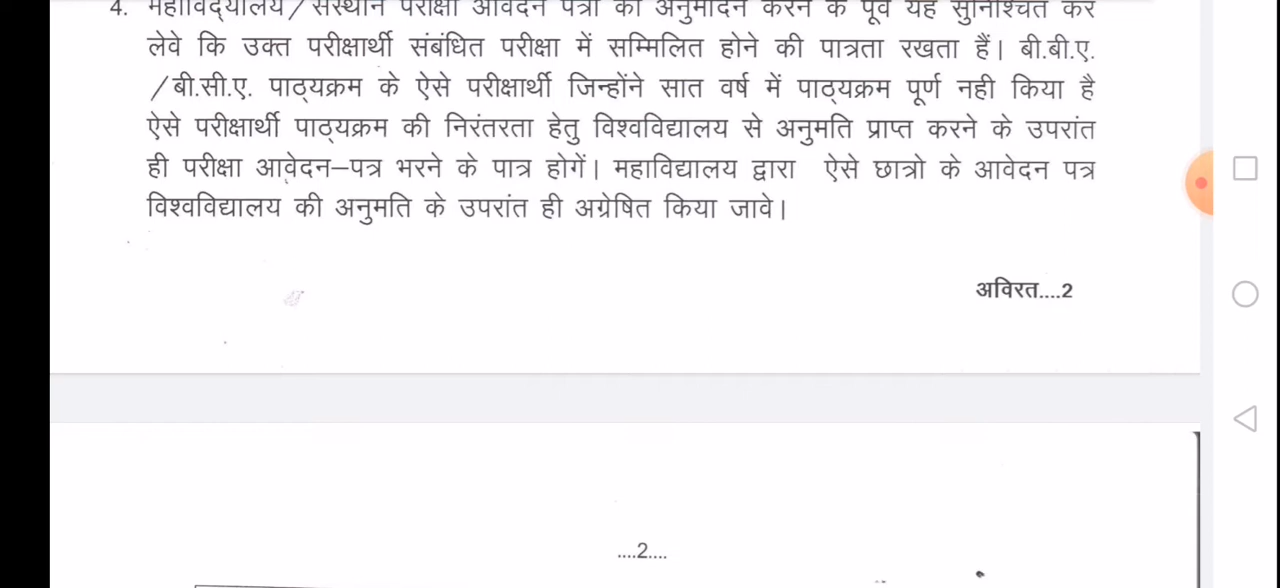 4. महाविद्यालय/संस्थान परीक्षा आवेदन पत्रों को अनुमोदन करने के पूर्व यह सुनिश्चित कर
लेवे कि उक्त परीक्षार्थी संबंधित परीक्षा में सम्मिलित होने की पात्रता रखता हैं। बी.बी.ए.
/बी.सी.ए. पाठ्यक्रम के ऐसे परीक्षार्थी जिन्होंने सात वर्ष में पाठ्यक्रम पूर्ण नही किया है
ऐसे परीक्षार्थी पाठ्यक्रम की निरंतरता हेतु विश्वविद्यालय से अनुमति प्राप्त करने के उपरांत
ही परीक्षा आवेदन–पत्र भरने के पात्र होगें। महाविद्यालय द्वारा ऐसे छात्रो के आवेदन पत्र
विश्वविद्यालय की अनुमति के उपरांत ही अग्रेषित किया जावे।
अविरत....2
....2....